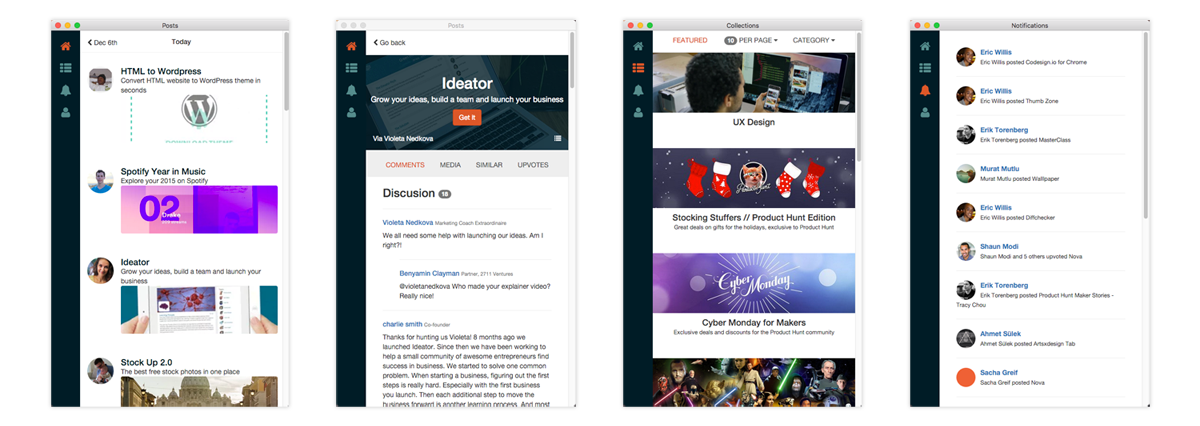 Posts
Dec 6th
Today
HTML to Wordpress
Convert HTML website to WordPress theme in
seconds
Spotify Year in Music
Explore your 2015 on Spotify
02
Drake
Ideator
Grow your ideas, build a team and launch your
business
Stock Up 2.0
The best free stock photos in one place
Posts
Go back
Ideator
Grow your ideas, build a team and launch your business
Get it
Via Violeta Nedkova
COMMENTS MEDIA SIMILAR UPVOTES
Discusion 18
Violeta Nedkova Marketing Coach Extraordinaire
We all need some help with launching our ideas. Am I
right?!
Benyamin Clayman Partner, 2711 Ventures
@violetanedkova Who made your explainer video?
Really nice!
charlie smith Co-founder
Thanks for hunting us Violeta! 8 months ago we
launched Ideator. Since then we have been working to
help a small community of awesome entrepreneurs find
success in business. We started to solve one common
problem. When starting a business, figuring out the first
steps is really hard. Especially with the first business
you launch. Then each additional step to move the
business forward is another learning process. And most
Collections
FEATURED 10 PER PAGE CATEGORY
UX Design
Product Hunt
Stocking Stuffers // Product Hunt Edition
Great deals on gifts for the holidays, exclusive to Product Hunt
Cyber Monday
Cyber Monday for Makers
Exclusive deals and discounts for the Product Hunt community
Notifications
Eric Willis
Eric Willis posted Codesign.io for Chrome
Eric Willis
Eric Willis posted Thumb Zone
Erik Torenberg
Erik Torenberg posted MasterClass
Murat Mutlu
Murat Mutlu posted Wallpaper
Eric Willis
Eric Willis posted Diffchecker
Shaun Modi
Shaun Modi and 5 others upvoted Nova
Erik Torenberg
Erik Torenberg posted Product Hunt Maker Stories -
Tracy Chou
Ahmet Sülek
Ahmet Sülek posted Artsxdesign Tab
Sacha Greif
Sacha Greif posted Nova